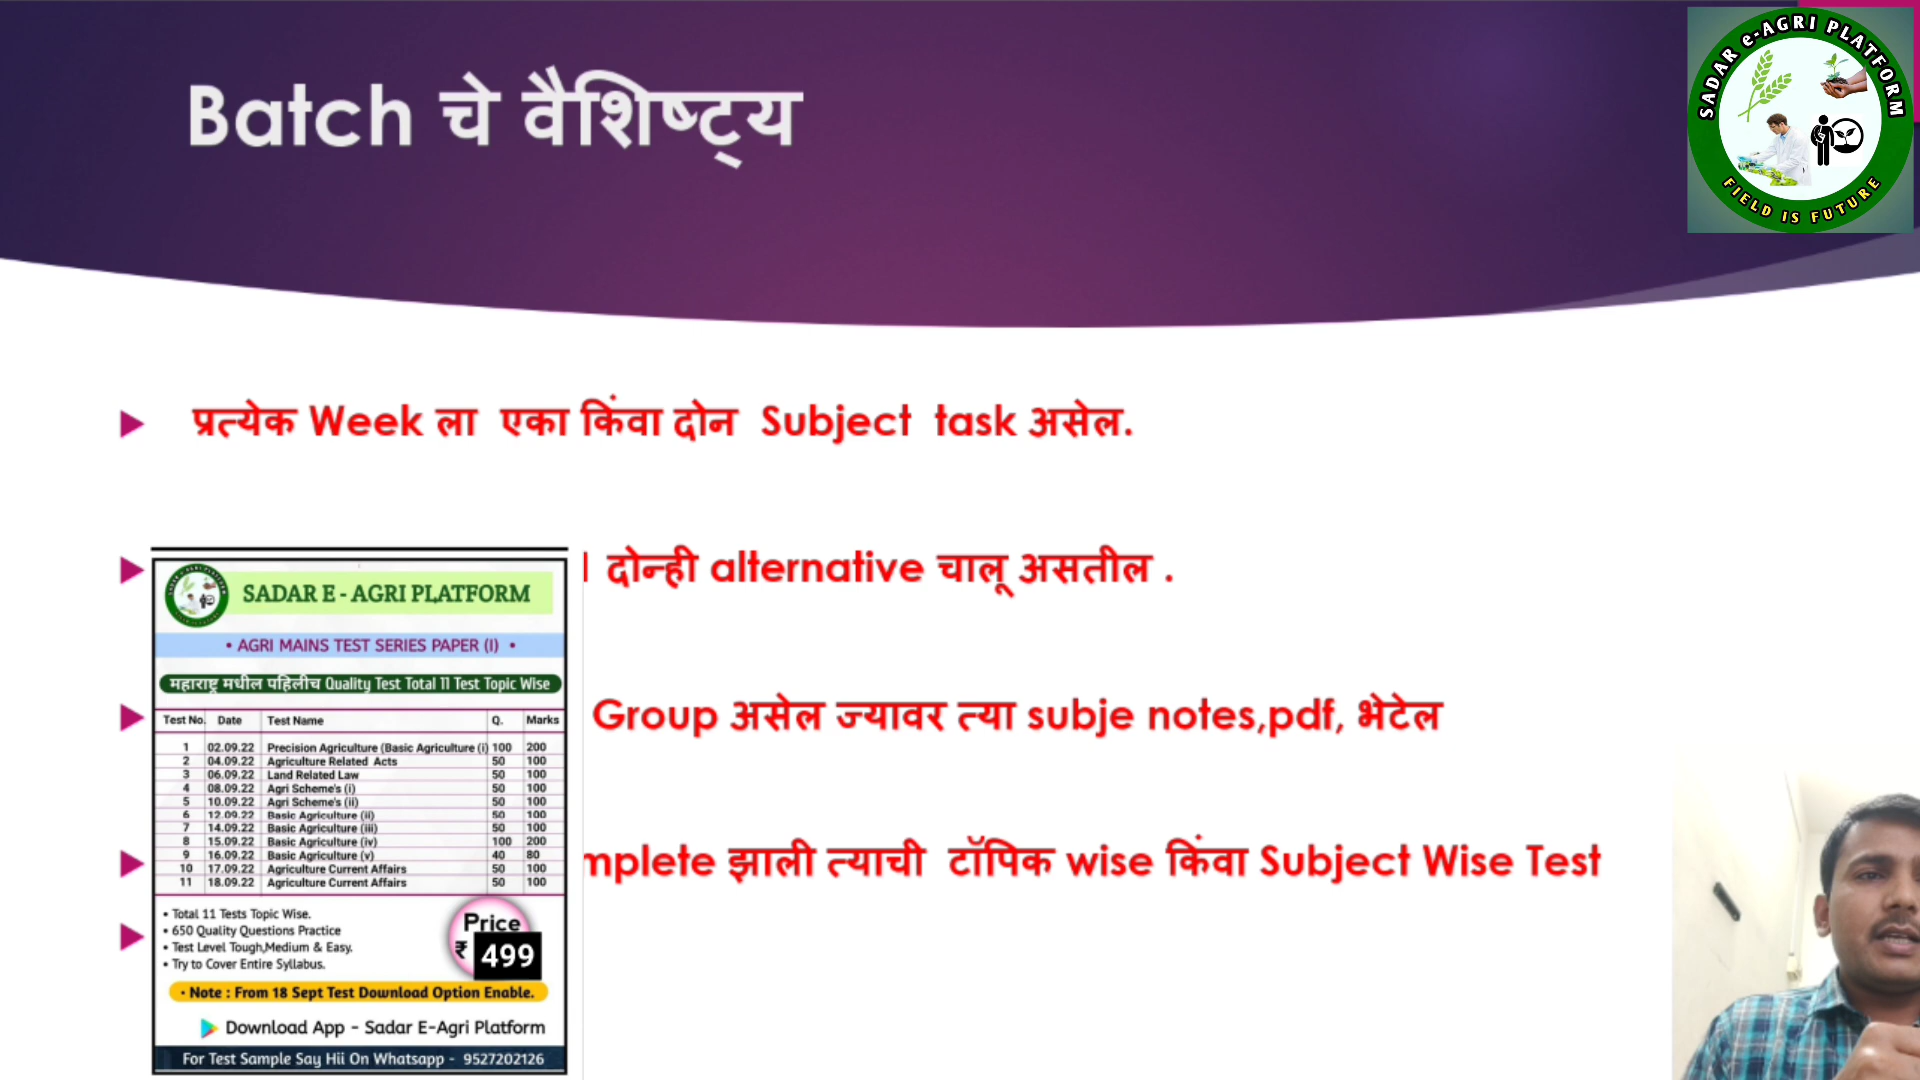 Batch चे वैशिष्ट्य
SADAR e-AGRI PLATFORM
FIELD IS FUTURE
प्रत्येक Week ला एका किंवा दोन Subject task असेल.
दोन्ही alternative चालू असतील .
Group असेल ज्यावर त्या subje notes,pdf, भेटेल
mplete झाली त्याची टॉपिक wise किंवा Subject Wise Test
SADAR E - AGRI PLATFORM
• AGRI MAINS TEST SERIES PAPER (I) •
महाराष्ट्र मधील पहिलीच Quality Test Total 11 Test Topic Wise
Test No. Date Test Name Q. Marks
1 02.09.22 Precision Agriculture (Basic Agriculture (i) 100 200
2 04.09.22 Agriculture Related Acts 50 100
3 06.09.22 Land Related Law 50 100
4 08.09.22 Agri Scheme's (i) 50 100
5 10.09.22 Agri Scheme's (ii) 50 100
6 12.09.22 Basic Agriculture (ii) 50 100
7 14.09.22 Basic Agriculture (iii) 50 100
8 15.09.22 Basic Agriculture (iv) 100 200
9 16.09.22 Basic Agriculture (v) 40 80
10 17.09.22 Agriculture Current Affairs 50 100
11 18.09.22 Agriculture Current Affairs 50 100
• Total 11 Tests Topic Wise.
• 650 Quality Questions Practice
• Test Level Tough,Medium & Easy.
• Try to Cover Entire Syllabus.
Price
₹ 499
• Note : From 18 Sept Test Download Option Enable.
Download App - Sadar E-Agri Platform
For Test Sample Say Hii On Whatsapp - 9527202126